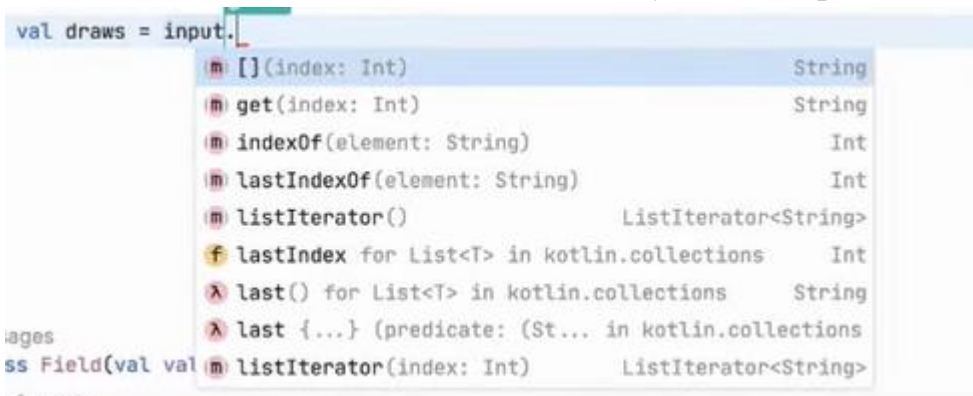 val draws = input.
m [](index: Int) String
m get(index: Int) String
m indexOf(element: String) Int
m lastIndexOf(element: String) Int
m listIterator() ListIterator<String>
f lastIndex for List<T> in kotlin.collections Int
λ last() for List<T> in kotlin.collections String
λ last {...} (predicate: (St... in kotlin.collections
m listIterator(index: Int) ListIterator<String>
ages
ss Field(val val